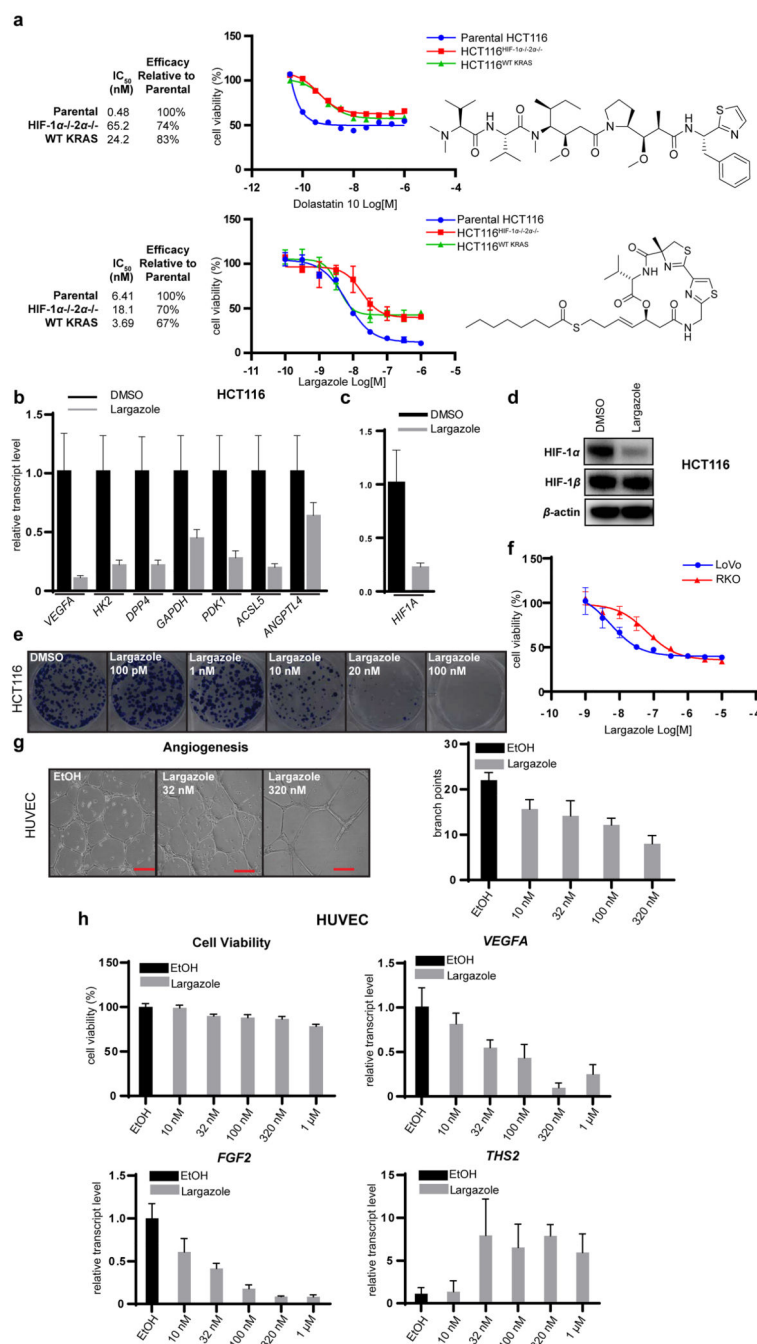 a
IC50
(nM)
Efficacy
Relative to
Parental
Parental 0.48 100%
HIF-1α-/-2α-/- 65.2 74%
WT KRAS 24.2 83%
cell viability (%)
150
100
50
0
-12 -10 -8 -6 -4
Dolastatin 10 Log[M]
Parental HCT116
HCT116HIF-1α-/-2α-/-
HCT116WT KRAS
N
N
H
O
N
O
O
N
O
O
O
H
N
N
S
IC50
(nM)
Efficacy
Relative to
Parental
Parental 6.41 100%
HIF-1α-/-2α-/- 18.1 70%
WT KRAS 3.69 67%
cell viability (%)
150
100
50
0
-11 -10 -9 -8 -7 -6 -5
Largazole Log[M]
Parental HCT116
HCT116HIF-1α-/-2α-/-
HCT116WT KRAS
Me
O
S
NH
N
S
O
N
O
O
O
S
N
H
b
DMSO
Largazole
HCT116
relative transcript level
1.5
1.0
0.5
0
VEGFA HK2 DPP4 GAPDH PDK1 ACSL5 ANGPTL4
c
DMSO
Largazole
1.5
1.0
0.5
0.0
HIF1A
d
DMSO
Largazole
HIF-1α
HIF-1β
β-actin
HCT116
e
HCT116
DMSO
Largazole
100 pM
Largazole
1 nM
Largazole
10 nM
Largazole
20 nM
Largazole
100 nM
f
LoVo
RKO
cell viability (%)
150
100
50
0
-10 -9 -8 -7 -6 -5 -4
Largazole Log[M]
g
Angiogenesis
HUVEC
EtOH
Largazole
32 nM
Largazole
320 nM
EtOH
Largazole
branch points
30
20
10
0
EtOH 10 nM 32 nM 100 nM 320 nM
h
HUVEC
Cell Viability
EtOH
Largazole
cell viability (%)
150
100
50
0
EtOH 10 nM 32 nM 100 nM 320 nM 1 µM
VEGFA
EtOH
Largazole
relative transcript level
1.5
1.0
0.5
0
EtOH 10 nM 32 nM 100 nM 320 nM 1 µM
FGF2
EtOH
Largazole
relative transcript level
1.5
1.0
0.5
0
EtOH 10 nM 32 nM 100 nM 320 nM 1 µM
THS2
EtOH
Largazole
relative transcript level
15
10
5
0
EtOH 10 nM 32 nM 100 nM 320 nM 1 µM